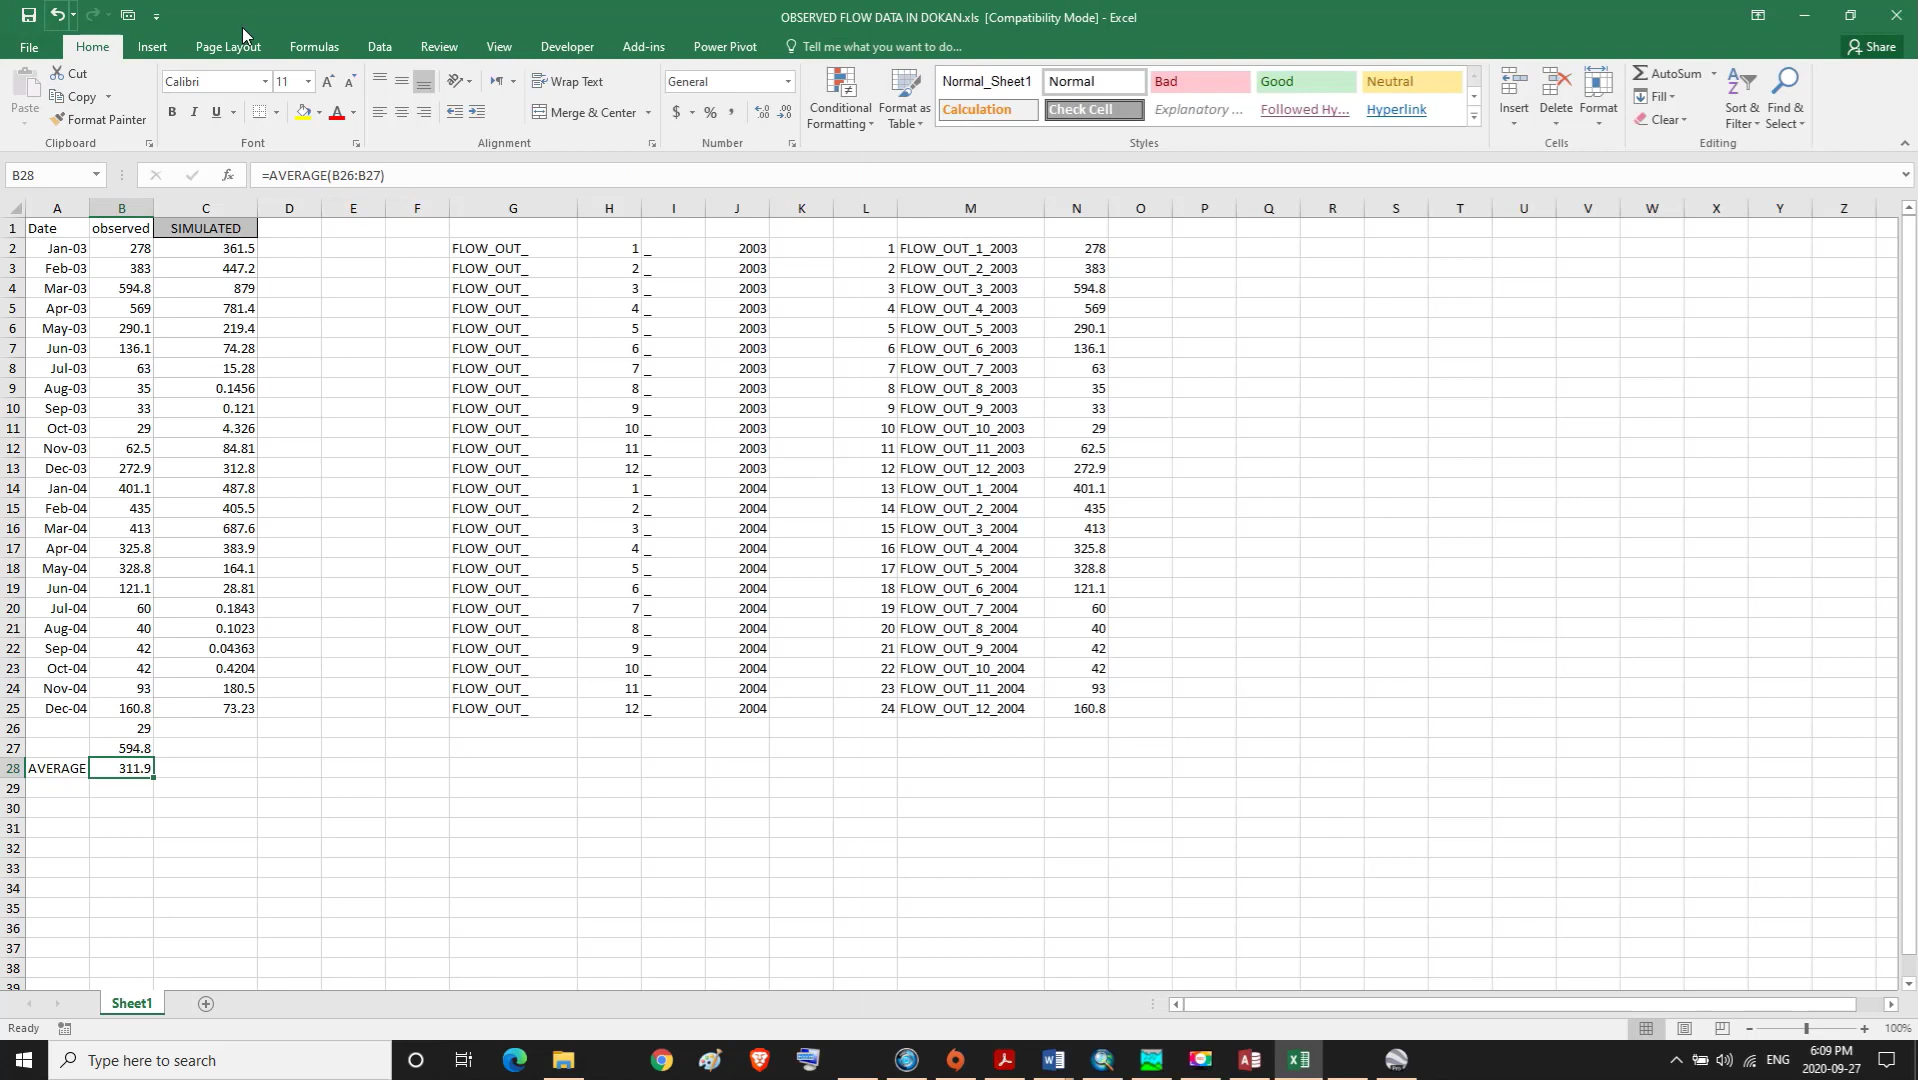 OBSERVED FLOW DATA IN DOKAN.xls [Compatibility Mode] - Excel
File Home Insert Page Layout Formulas Data Review View Developer Add-ins Power Pivot Tell me what you want to do... Share
Paste Cut Copy Format Painter
Calibri 11
B I U A
Wrap Text
Merge & Center
General
$ % ,
Conditional Formatting
Format as Table
Normal_Sheet1 Normal Bad Good Neutral
Calculation Check Cell Explanatory ... Followed Hy... Hyperlink
Insert Delete Format
AutoSum
Fill
Clear
Sort & Filter
Find & Select
Clipboard Font Alignment Number Styles Cells Editing
B28 fx =AVERAGE(B26:B27)
A B C D E F G H I J K L M N O P Q R S T U V W X Y Z
1 Date observed SIMULATED
2 Jan-03 278 361.5 FLOW_OUT_ 1 _ 2003 1 FLOW_OUT_1_2003 278
3 Feb-03 383 447.2 FLOW_OUT_ 2 _ 2003 2 FLOW_OUT_2_2003 383
4 Mar-03 594.8 879 FLOW_OUT_ 3 _ 2003 3 FLOW_OUT_3_2003 594.8
5 Apr-03 569 781.4 FLOW_OUT_ 4 _ 2003 4 FLOW_OUT_4_2003 569
6 May-03 290.1 219.4 FLOW_OUT_ 5 _ 2003 5 FLOW_OUT_5_2003 290.1
7 Jun-03 136.1 74.28 FLOW_OUT_ 6 _ 2003 6 FLOW_OUT_6_2003 136.1
8 Jul-03 63 15.28 FLOW_OUT_ 7 _ 2003 7 FLOW_OUT_7_2003 63
9 Aug-03 35 0.1456 FLOW_OUT_ 8 _ 2003 8 FLOW_OUT_8_2003 35
10 Sep-03 33 0.121 FLOW_OUT_ 9 _ 2003 9 FLOW_OUT_9_2003 33
11 Oct-03 29 4.326 FLOW_OUT_ 10 _ 2003 10 FLOW_OUT_10_2003 29
12 Nov-03 62.5 84.81 FLOW_OUT_ 11 _ 2003 11 FLOW_OUT_11_2003 62.5
13 Dec-03 272.9 312.8 FLOW_OUT_ 12 _ 2003 12 FLOW_OUT_12_2003 272.9
14 Jan-04 401.1 487.8 FLOW_OUT_ 1 _ 2004 13 FLOW_OUT_1_2004 401.1
15 Feb-04 435 405.5 FLOW_OUT_ 2 _ 2004 14 FLOW_OUT_2_2004 435
16 Mar-04 413 687.6 FLOW_OUT_ 3 _ 2004 15 FLOW_OUT_3_2004 413
17 Apr-04 325.8 383.9 FLOW_OUT_ 4 _ 2004 16 FLOW_OUT_4_2004 325.8
18 May-04 328.8 164.1 FLOW_OUT_ 5 _ 2004 17 FLOW_OUT_5_2004 328.8
19 Jun-04 121.1 28.81 FLOW_OUT_ 6 _ 2004 18 FLOW_OUT_6_2004 121.1
20 Jul-04 60 0.1843 FLOW_OUT_ 7 _ 2004 19 FLOW_OUT_7_2004 60
21 Aug-04 40 0.1023 FLOW_OUT_ 8 _ 2004 20 FLOW_OUT_8_2004 40
22 Sep-04 42 0.04363 FLOW_OUT_ 9 _ 2004 21 FLOW_OUT_9_2004 42
23 Oct-04 42 0.4204 FLOW_OUT_ 10 _ 2004 22 FLOW_OUT_10_2004 42
24 Nov-04 93 180.5 FLOW_OUT_ 11 _ 2004 23 FLOW_OUT_11_2004 93
25 Dec-04 160.8 73.23 FLOW_OUT_ 12 _ 2004 24 FLOW_OUT_12_2004 160.8
26 29
27 594.8
28 AVERAGE 311.9
29
30
31
32
33
34
35
36
37
38
39
Sheet1
Ready 100%
Type here to search
ENG 6:09 PM
2020-09-27